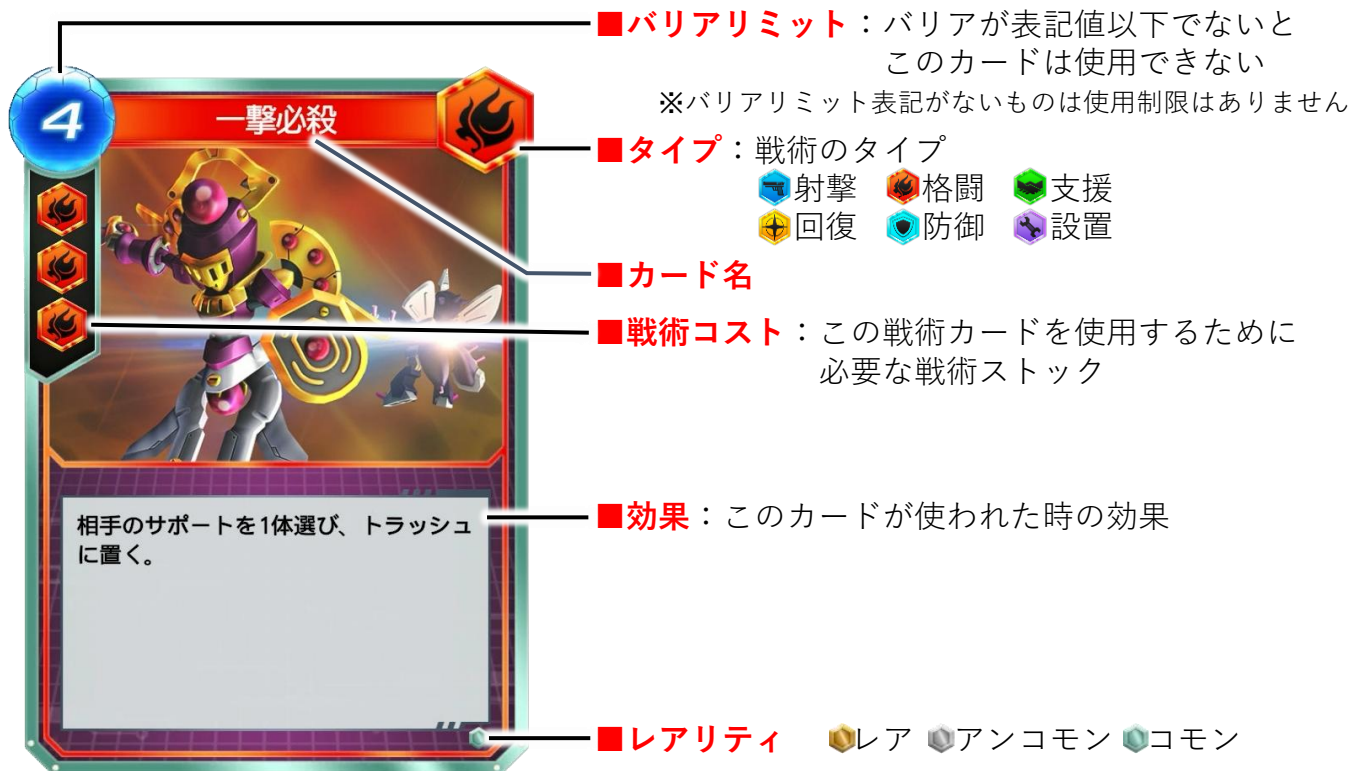 ■バリアリミット：バリアが表記値以下でないと
このカードは使用できない
※バリアリミット表記がないものは使用制限はありません
4
一撃必殺
■タイプ：戦術のタイプ
射撃 格闘 支援
回復 防御 設置
■カード名
■戦術コスト：この戦術カードを使用するために
必要な戦術ストック
相手のサポートを1体選び、トラッシュ
に置く。
■効果：このカードが使われた時の効果
■レアリティ レア アンコモン コモン